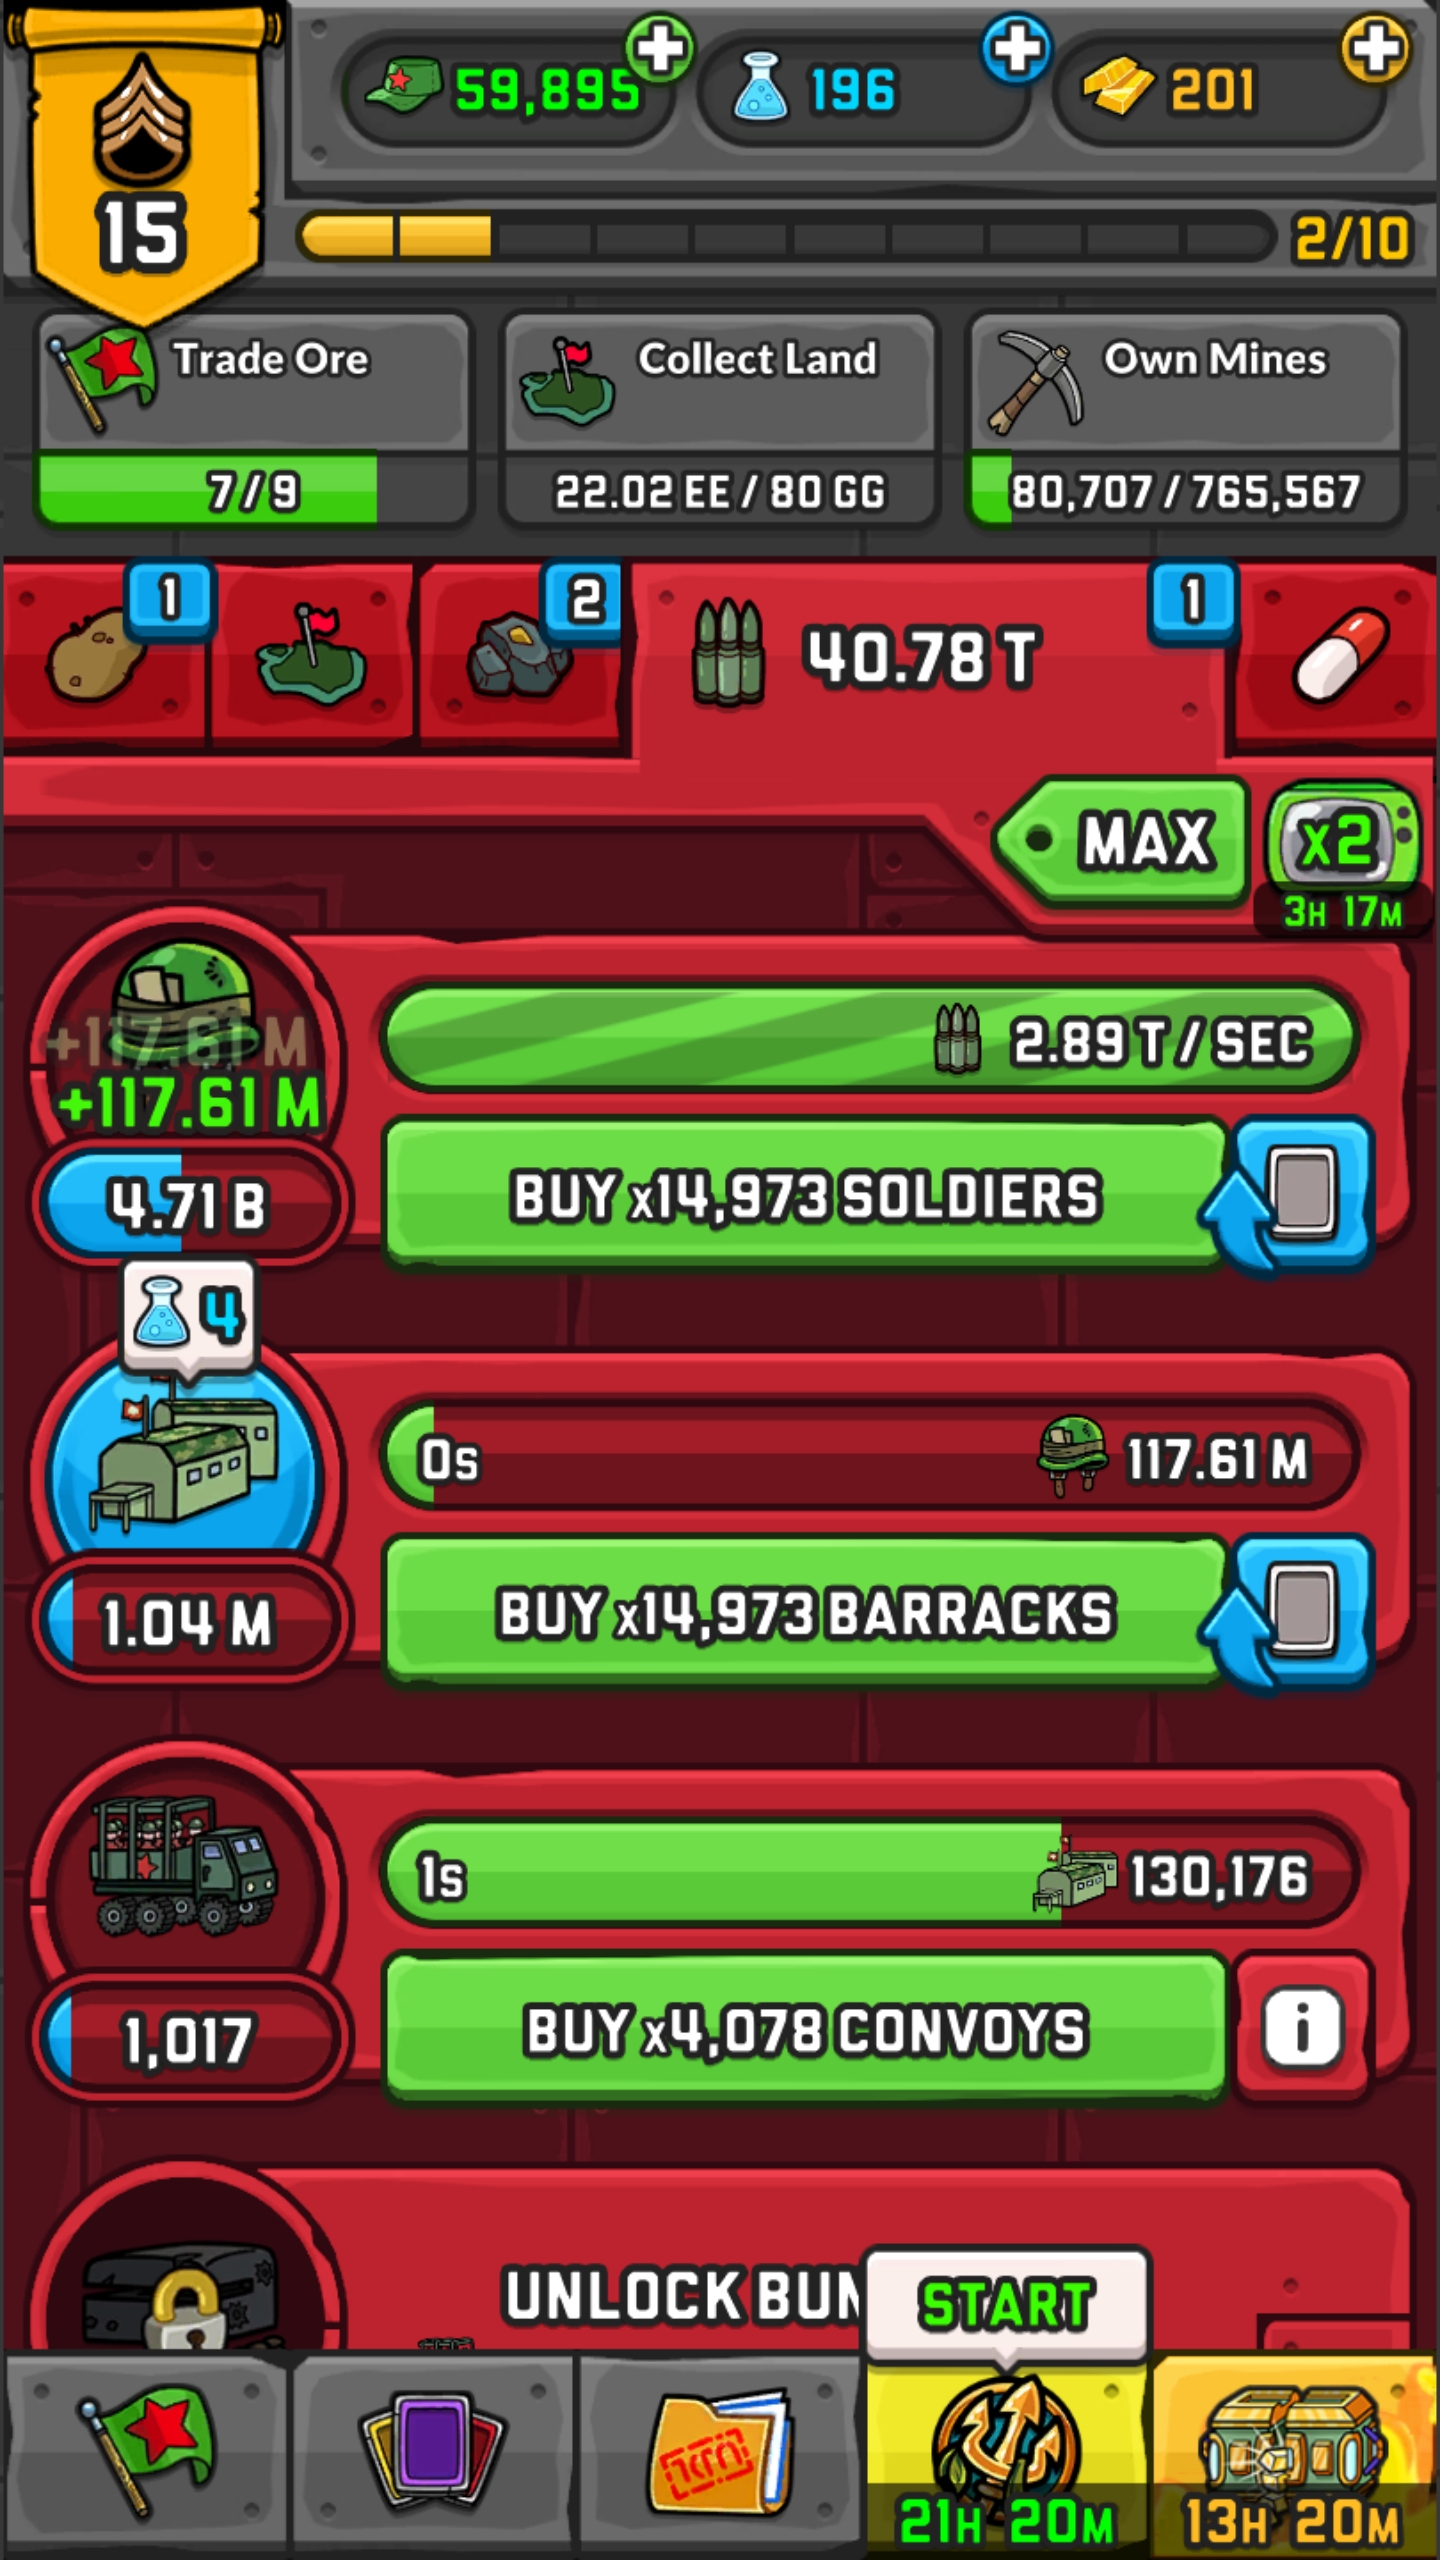 59,895
196
201
15
2/10
Trade Ore
Collect Land
Own Mines
7/9
22.02 EE / 80 GG
80,707 / 765,567
1
2
40.78 T
1
MAX
x2
3H 17M
+117.61 M
+117.61 M
2.89 T / SEC
4.71 B
BUY x14,973 SOLDIERS
4
0s
117.61 M
1.04 M
BUY x14,973 BARRACKS
1s
130,176
1,017
BUY x4,078 CONVOYS
i
UNLOCK
START
21H 20M
13H 20M